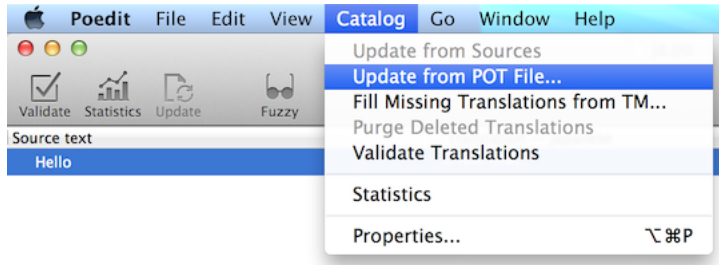 Poedit File Edit View Catalog Go Window Help
Update from Sources
Update from POT File...
Fill Missing Translations from TM...
Purge Deleted Translations
Validate Translations
Statistics
Properties... ⌥⌘P
Validate Statistics Update Fuzzy
Source text
Hello